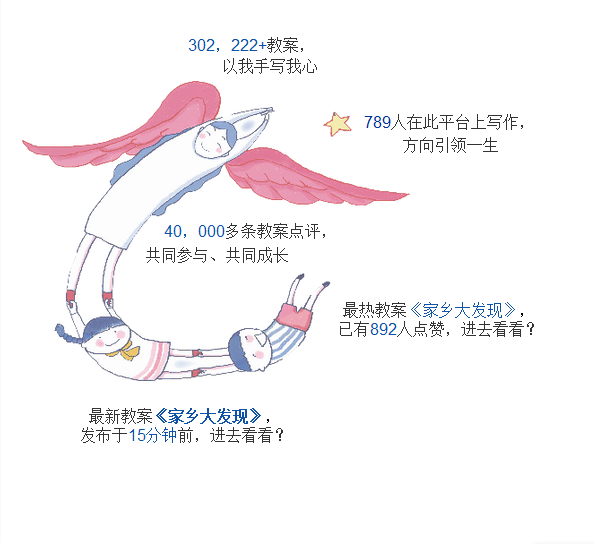 302，222+教案，
以我手写我心
789人在此平台上写作，
方向引领一生
40，000多条教案点评，
共同参与、共同成长
最热教案《家乡大发现》，
已有892人点赞，进去看看？
最新教案《家乡大发现》，
发布于15分钟前，进去看看？